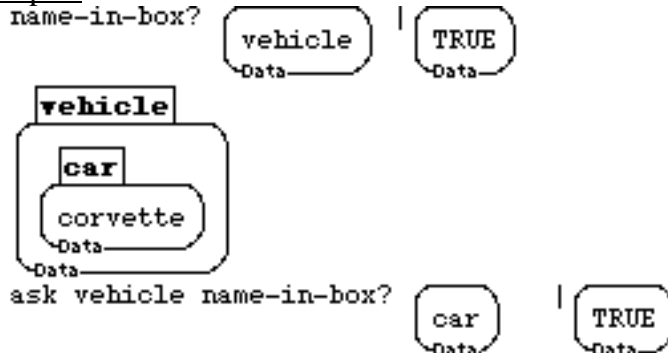 name-in-box? vehicle | TRUE
Data Data
vehicle
car
corvette
Data
Data
ask vehicle name-in-box? car | TRUE
Data Data